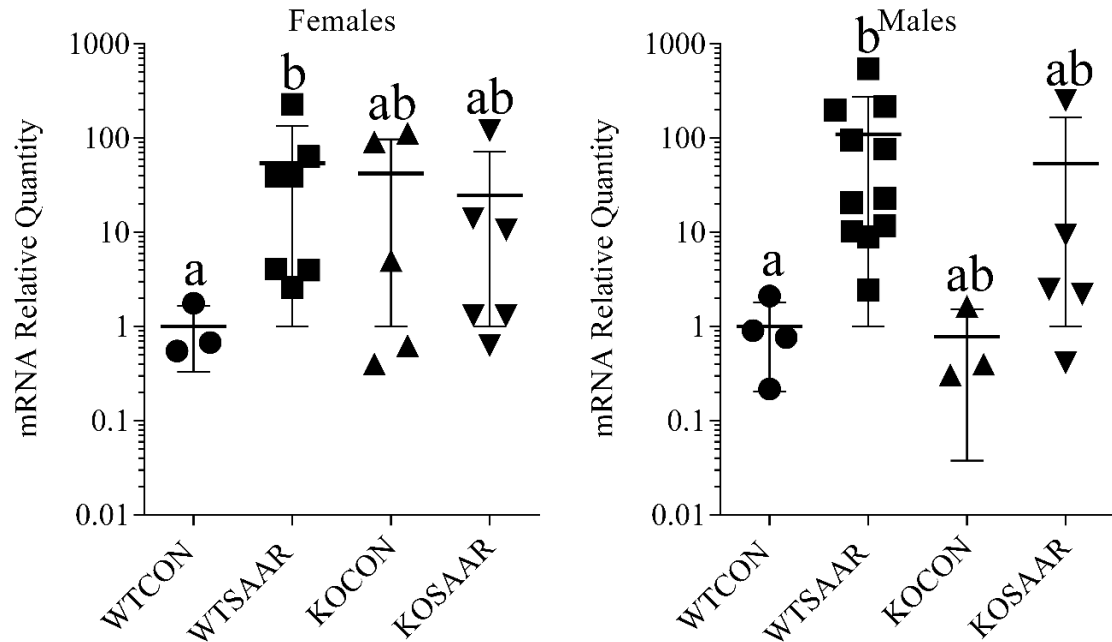 Females
mRNA Relative Quantity
1000
100
10
1
0.1
0.01
a
b
ab
ab
WTCON
WTSAAR
KOCON
KOSAAR
Males
mRNA Relative Quantity
1000
100
10
1
0.1
0.01
a
b
ab
ab
WTCON
WTSAAR
KOCON
KOSAAR